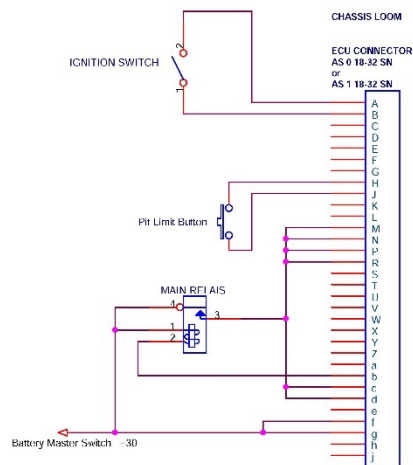 CHASSIS LOOM
ECU CONNECTOR
AS 0 18-32 SN
or
AS 1 18-32 SN
IGNITION SWITCH
2
1
A
B
C
D
E
F
G
H
J
K
L
M
N
P
R
S
T
U
V
W
X
Y
Z
a
b
c
d
e
f
g
h
j
Pit Limit Button
MAIN RELAIS
4
3
1
2
Battery Master Switch -30